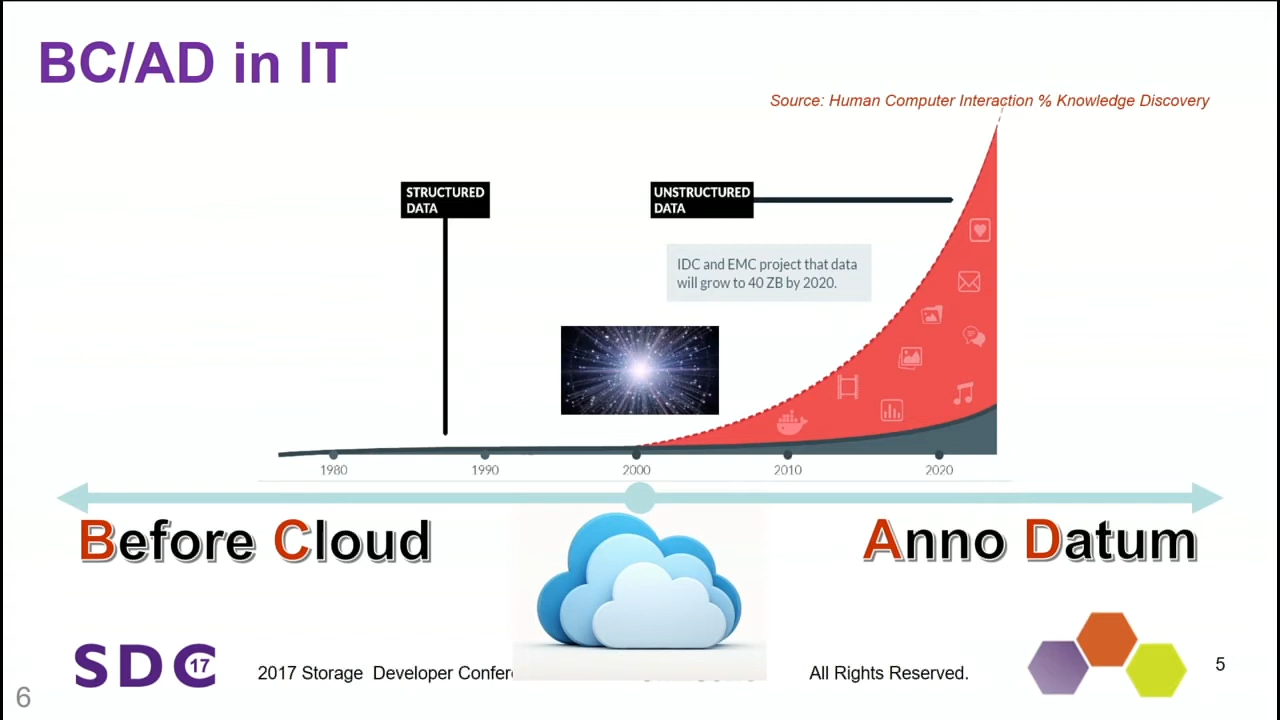 BC/AD in IT
Source: Human Computer Interaction % Knowledge Discovery
STRUCTURED
DATA
UNSTRUCTURED
DATA
IDC and EMC project that data
will grow to 40 ZB by 2020.
1980 1990 2000 2010 2020
Before Cloud
Anno Datum
SDC 17
2017 Storage Developer Confere
All Rights Reserved.
5
6